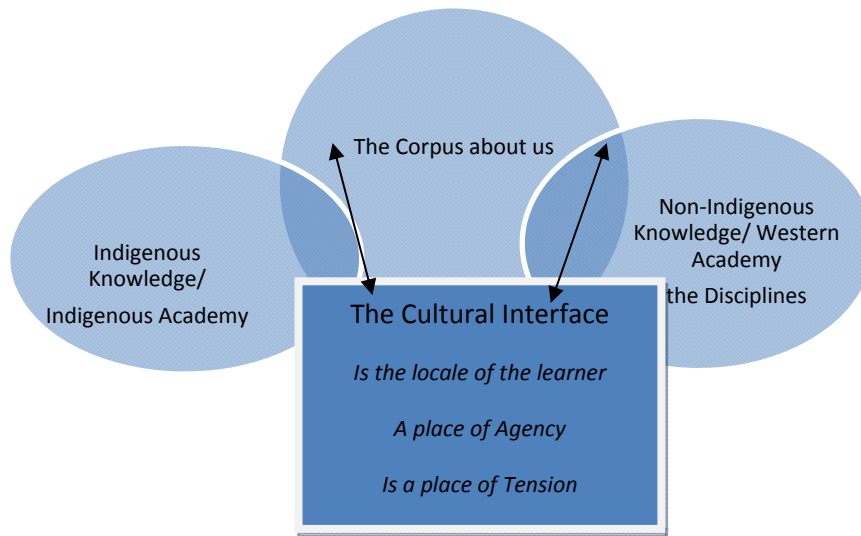 The Corpus about us
Indigenous
Knowledge/
Indigenous Academy
Non-Indigenous
Knowledge/ Western
Academy
the Disciplines
The Cultural Interface
Is the locale of the learner
A place of Agency
Is a place of Tension